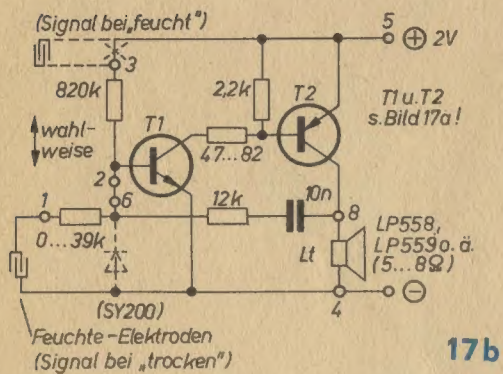 (Signal bei „feucht“)
5
⊕ 2V
3
820k
2,2k
T1
T2
T1 u. T2
s. Bild 17a!
wahl-
weise
47...82
2
1
6
12k
10n
8
0...39k
LP558,
LP559 o. ä.
(5...8Ω)
Lt
(SY200)
4
⊖
Feuchte-Elektroden
(Signal bei „trocken“)
17b